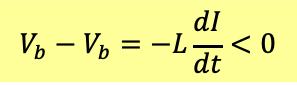 V_b − V_b = −L dI/dt < 0